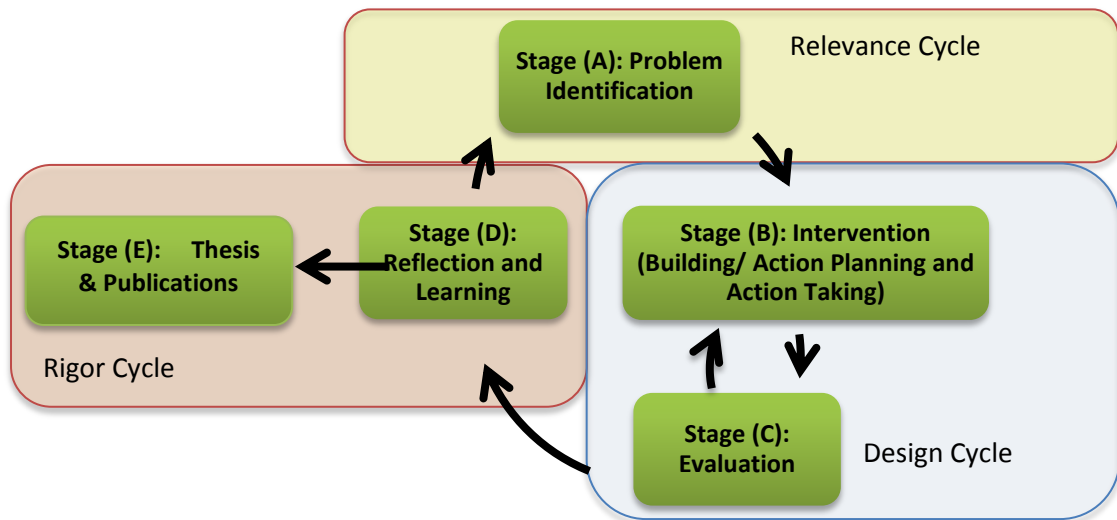 Stage (A): Problem
Identification
Relevance Cycle
Stage (B): Intervention
(Building/ Action Planning and
Action Taking)
Stage (C):
Evaluation
Design Cycle
Stage (D):
Reflection and
Learning
Stage (E): Thesis
& Publications
Rigor Cycle